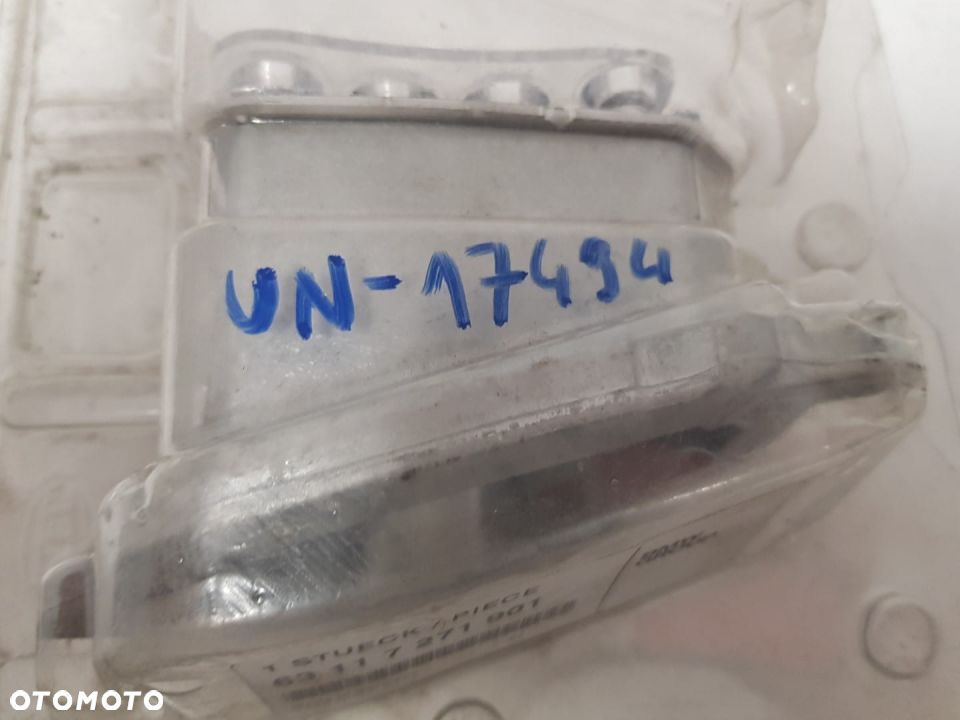 UN-17494
1 STUECK / PIECE
63 11 7 271 901
OTOMOTO